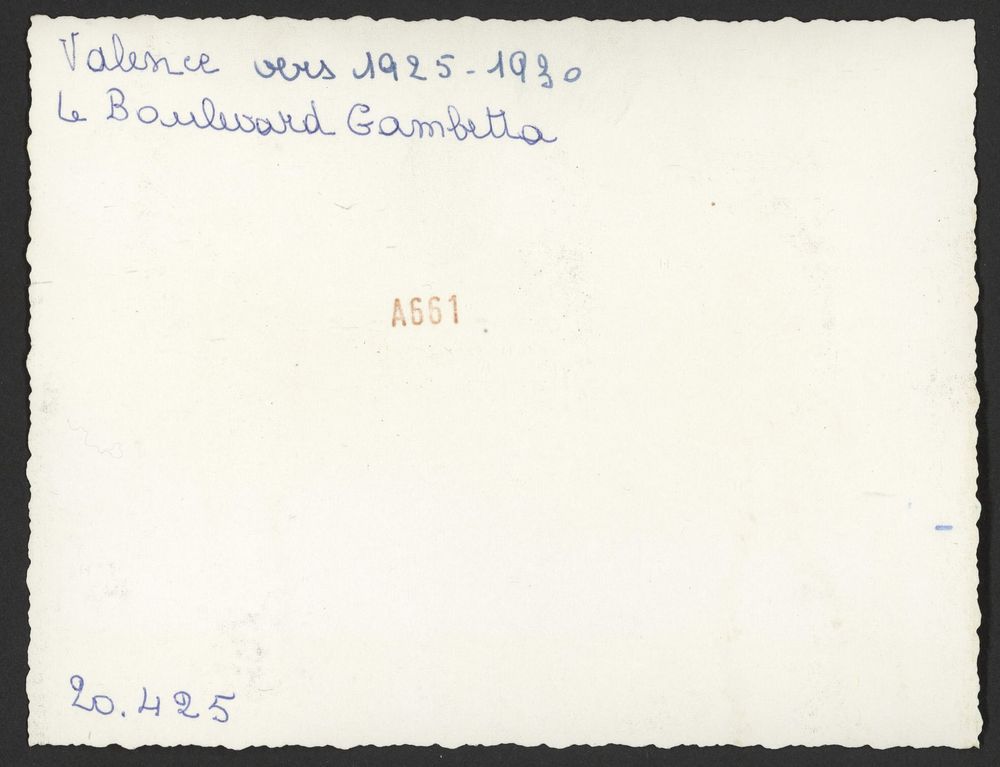 Valence vers 1925-1930
Le Boulevard Gambetta
A661
20.425